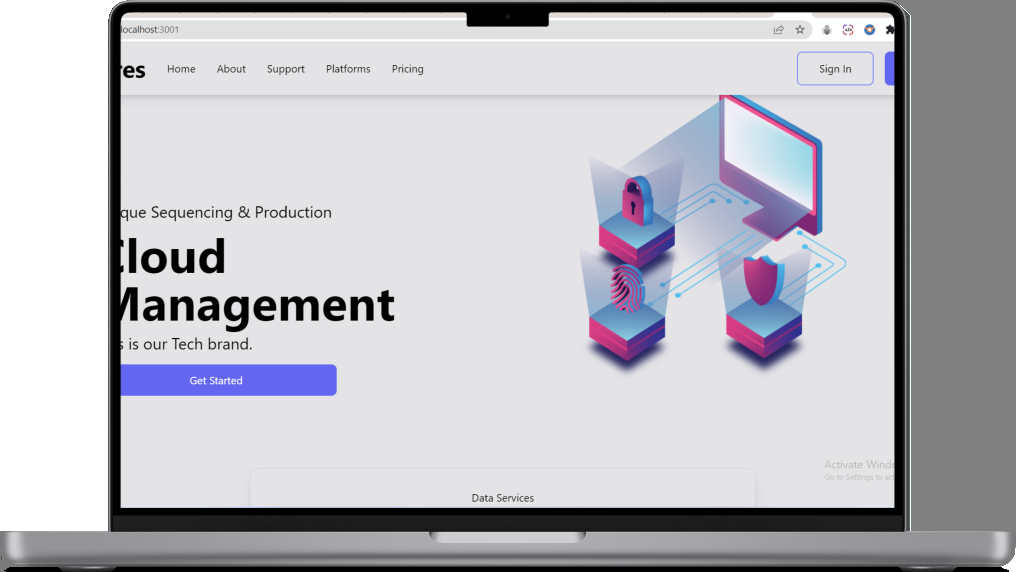 localhost:3001
res Home About Support Platforms Pricing Sign In
que Sequencing & Production
Cloud
Management
s is our Tech brand.
Get Started
Activate Windo
Go to Settings to act
Data Services